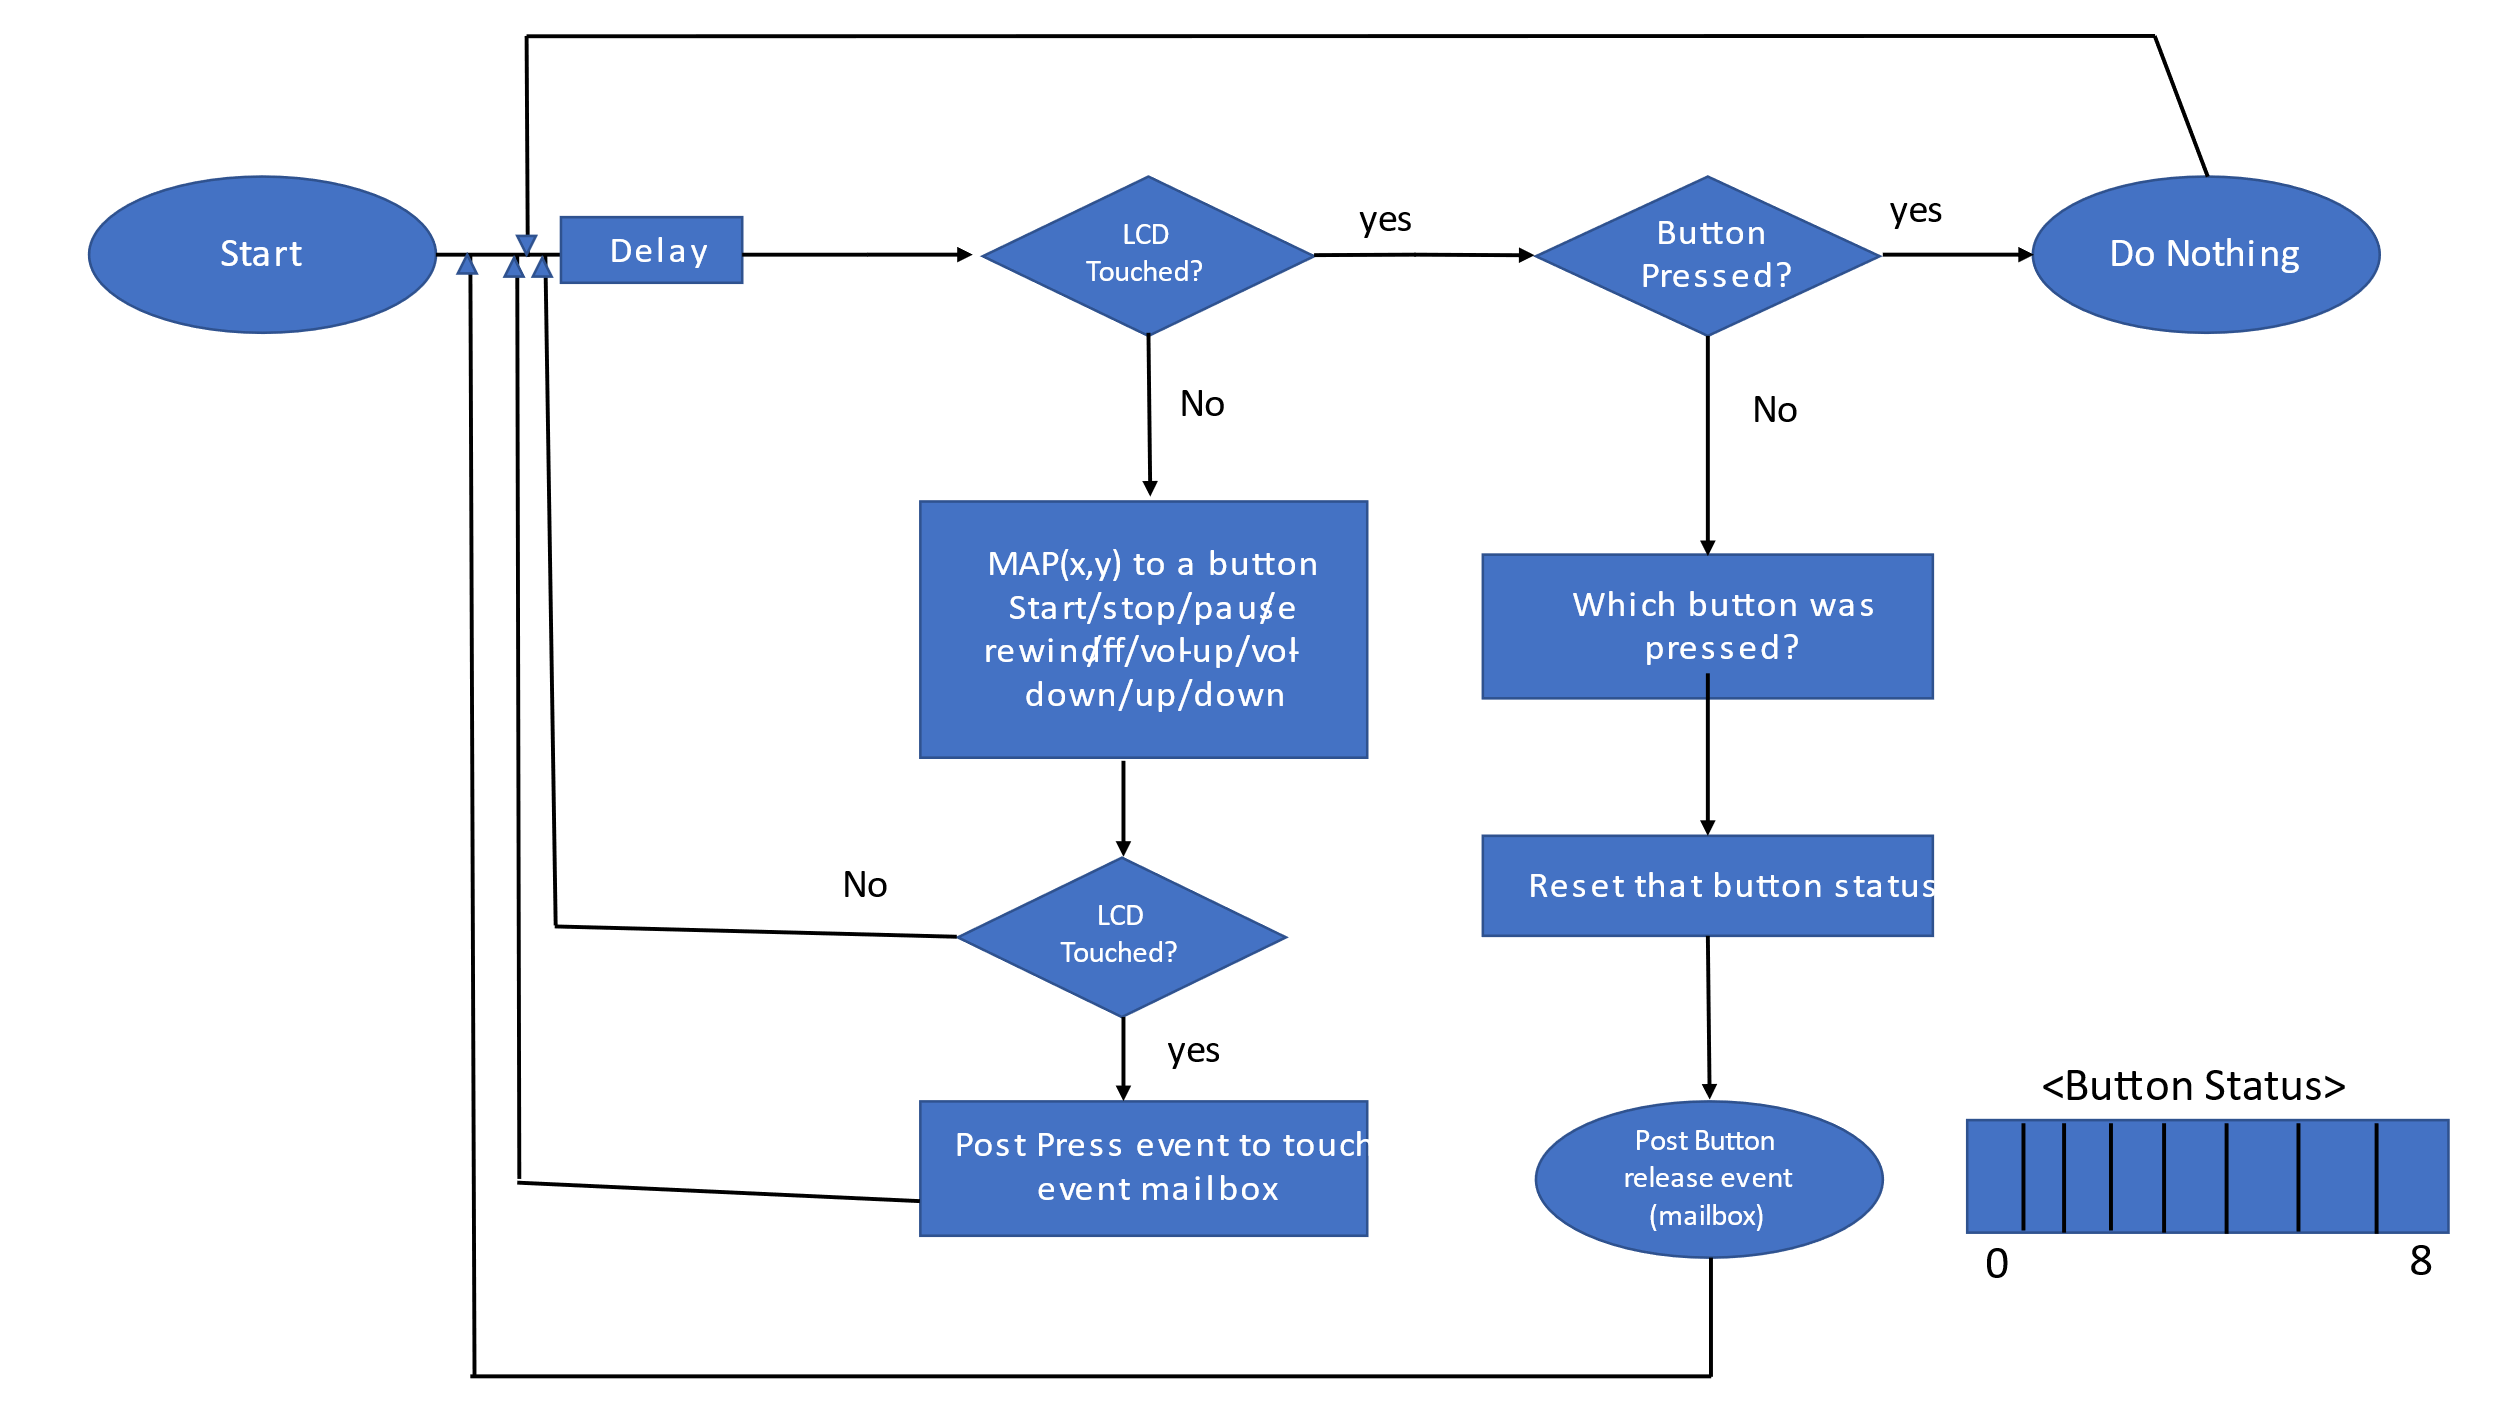 Start
Delay
LCD
Touched?
yes
Button
Pressed?
yes
Do Nothing
No
No
MAP(x,y) to a button
Start/stop/pause/
rewind/ff/vol-up/vol-
down/up/down
Which button was
pressed?
No
LCD
Touched?
Reset that button status
yes
Post Press event to touch
event mailbox
Post Button
release event
(mailbox)
<Button Status>
0
8